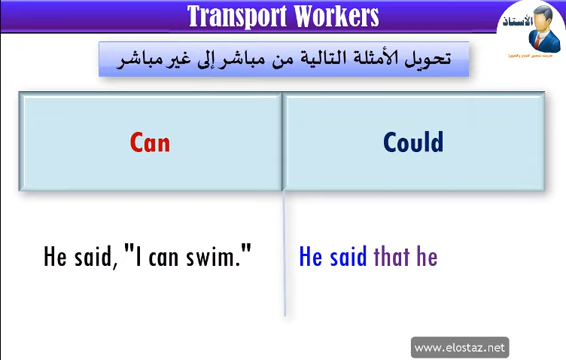 Transport Workers
الأستاذ
تحويل الأمثلة التالية من مباشر إلى غير مباشر
Can
Could
He said, "I can swim."
He said that he
www.elostaz.net